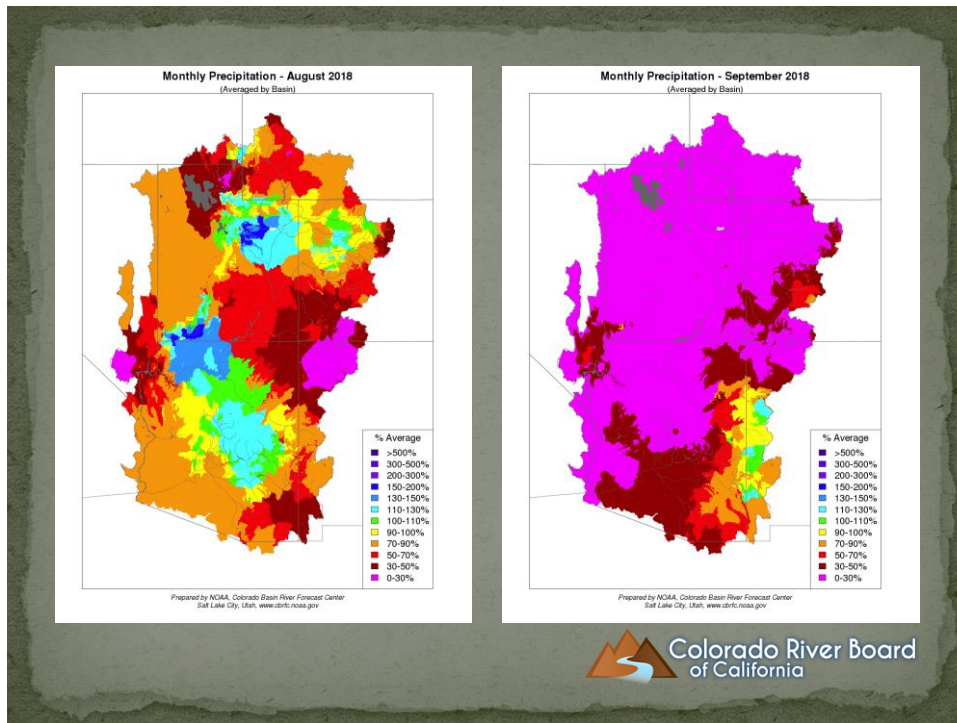 Monthly Precipitation - August 2018
(Averaged by Basin)
% Average
>500%
300-500%
200-300%
150-200%
130-150%
110-130%
100-110%
90-100%
70-90%
50-70%
30-50%
0-30%
Prepared by NOAA, Colorado Basin River Forecast Center
Salt Lake City, Utah, www.cbrfc.noaa.gov
Monthly Precipitation - September 2018
(Averaged by Basin)
% Average
>500%
300-500%
200-300%
150-200%
130-150%
110-130%
100-110%
90-100%
70-90%
50-70%
30-50%
0-30%
Prepared by NOAA, Colorado Basin River Forecast Center
Salt Lake City, Utah, www.cbrfc.noaa.gov
Colorado River Board
of California